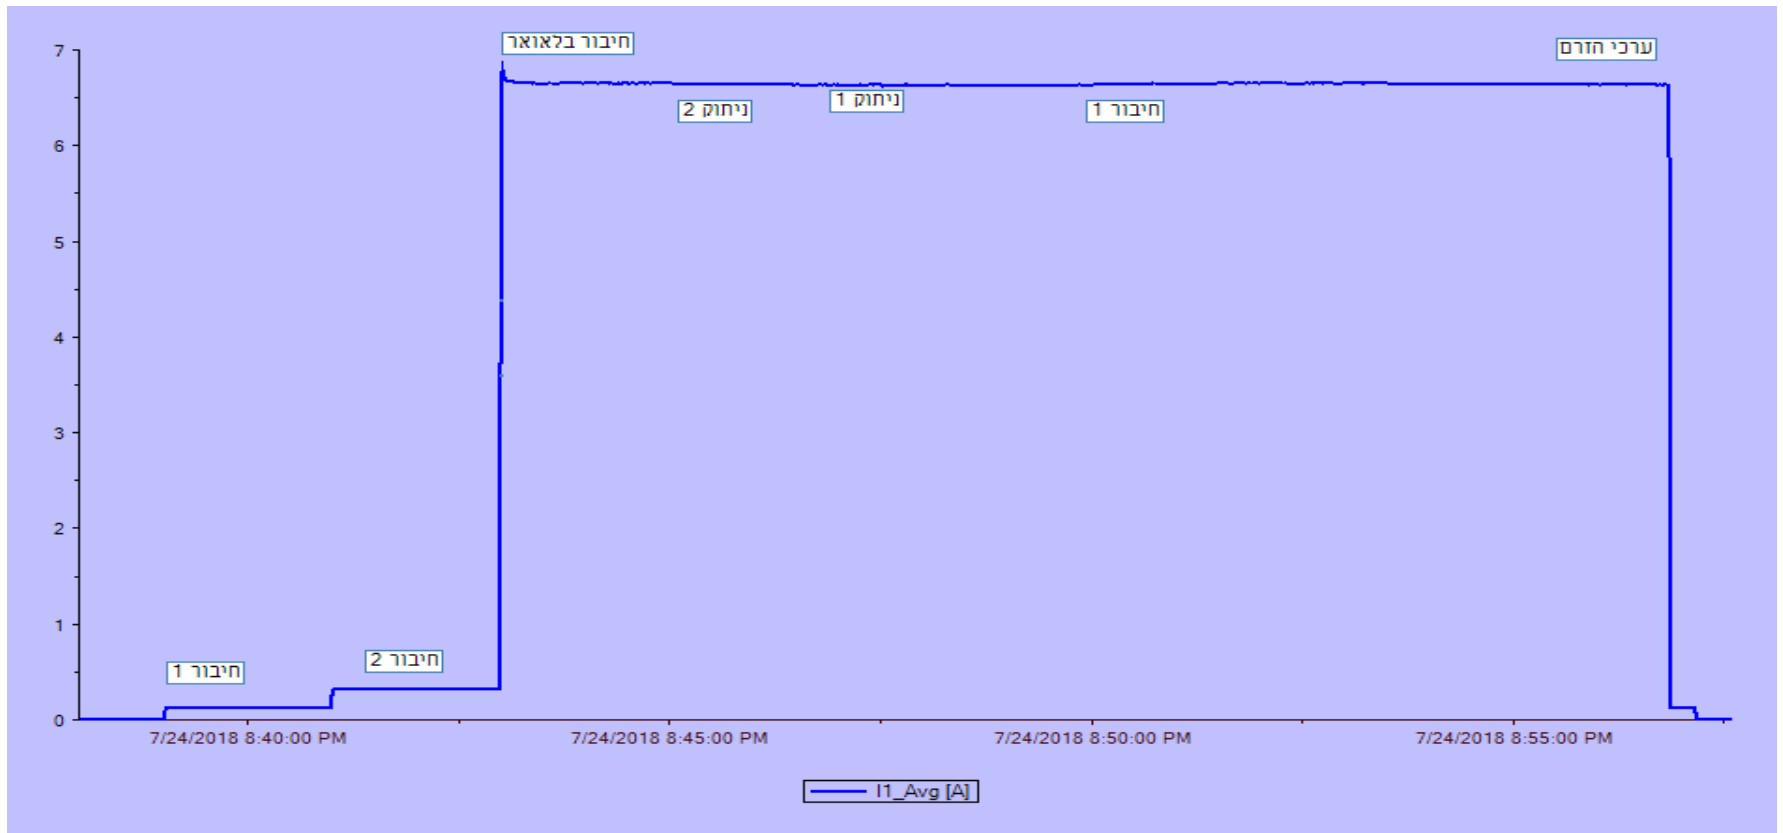 חיבור בלאואר
ערכי הזרם
7
ניתוק 2
ניתוק 1
חיבור 1
6
5
4
3
2
1
חיבור 1
חיבור 2
0
7/24/2018 8:40:00 PM
7/24/2018 8:45:00 PM
7/24/2018 8:50:00 PM
7/24/2018 8:55:00 PM
I1_Avg [A]